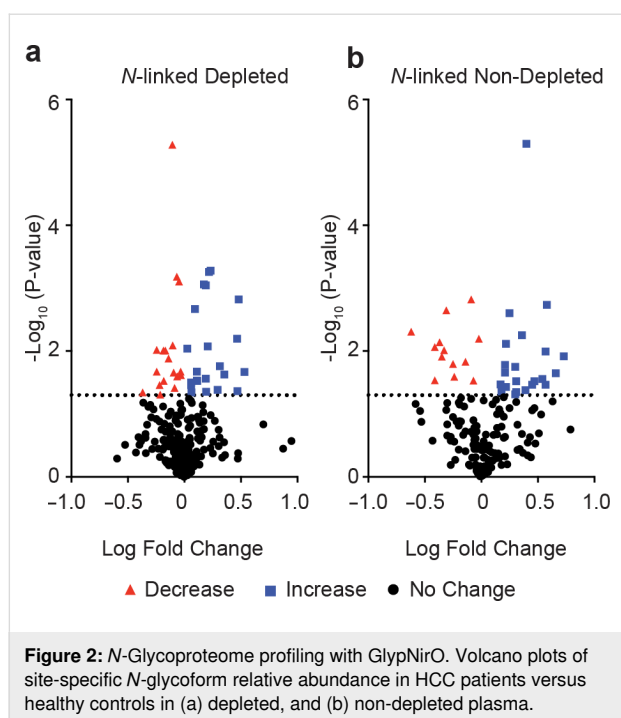 a
b
N-linked Depleted
N-linked Non-Depleted
6
4
2
0
-Log10 (P-value)
−1.0 −0.5 0 0.5 1.0
Log Fold Change
6
4
2
0
-Log10 (P-value)
−1.0 −0.5 0 0.5 1.0
Log Fold Change
Decrease Increase No Change
Figure 2: N-Glycoproteome profiling with GlypNirO. Volcano plots of
site-specific N-glycoform relative abundance in HCC patients versus
healthy controls in (a) depleted, and (b) non-depleted plasma.